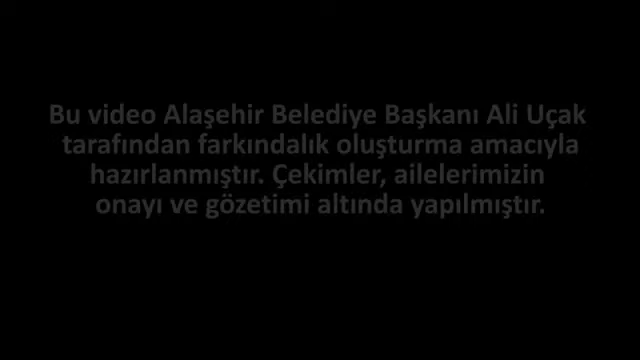 Bu video Alaşehir Belediye Başkanı Ali Uçak
tarafından farkındalık oluşturma amacıyla
hazırlanmıştır. Çekimler, ailelerimizin
onayı ve gözetimi altında yapılmıştır.